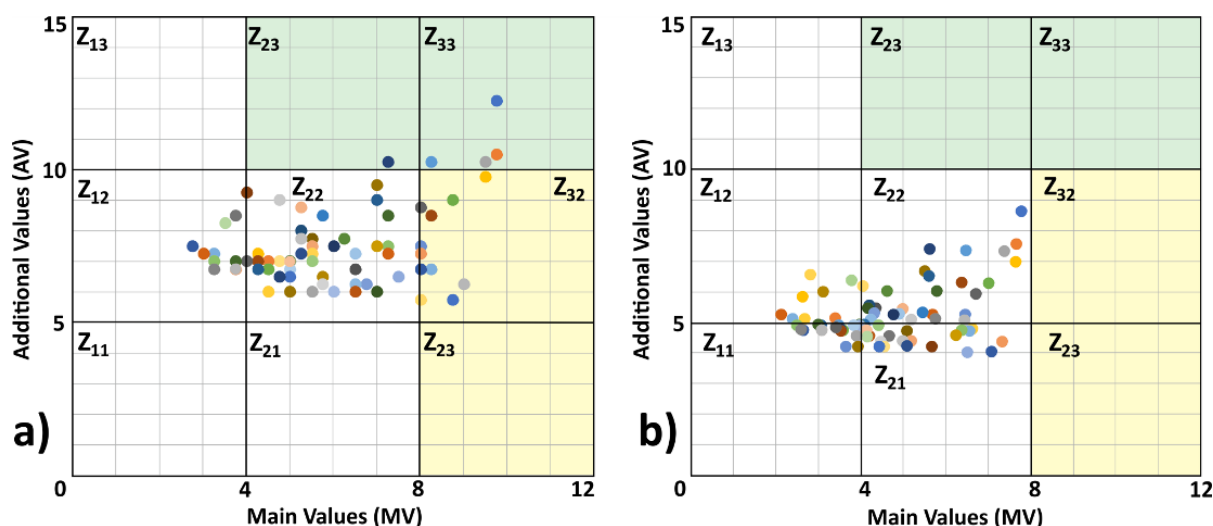 15
Z13 Z23 Z33
10
Z12 Z22 Z32
5
Z11 Z21 Z23
a)
0 4 8 12
Main Values (MV)
Additional Values (AV)
15
Z13 Z23 Z33
10
Z12 Z22 Z32
5
Z11 Z21 Z23
b)
0 4 8 12
Main Values (MV)
Additional Values (AV)